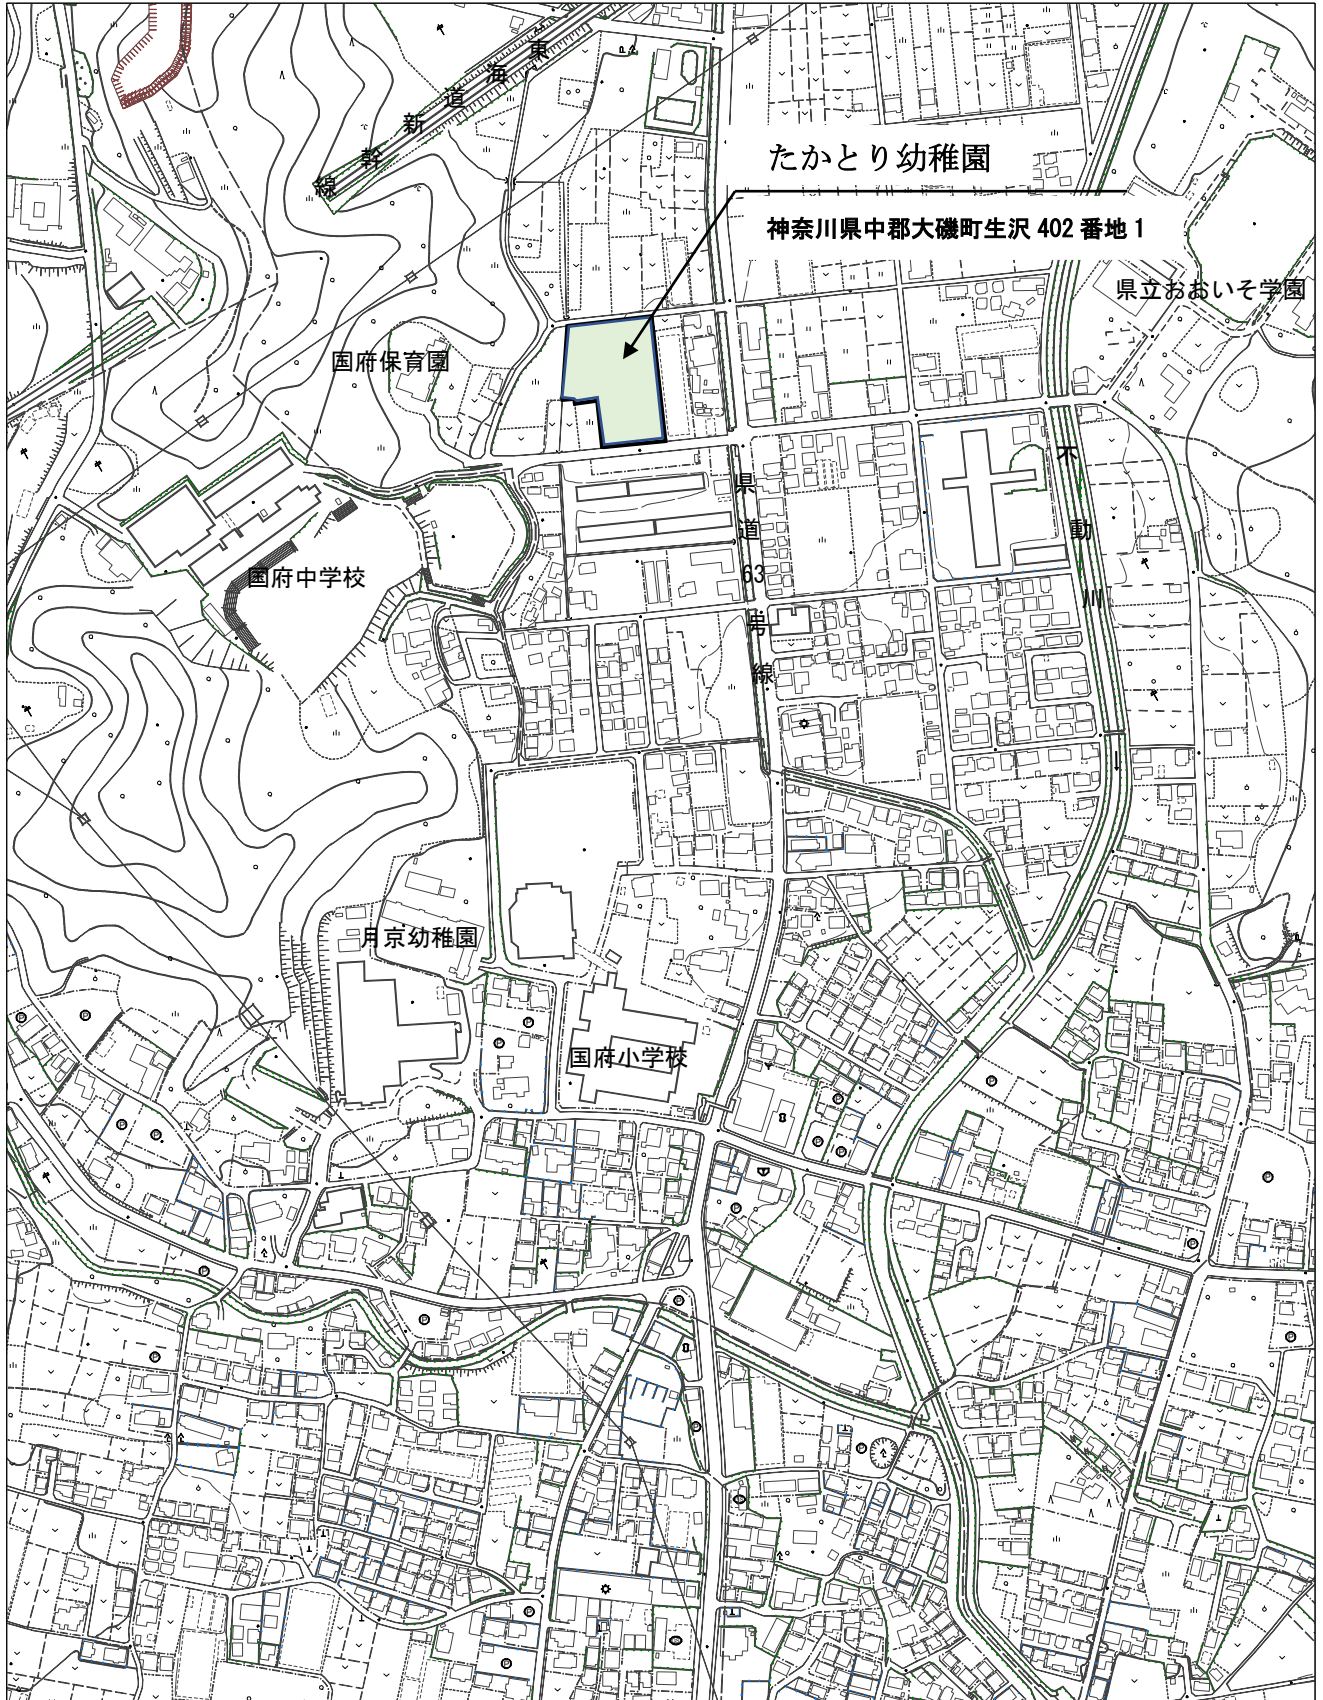 東海道新幹線
たかとり幼稚園
神奈川県中郡大磯町生沢 402 番地 1
県立おおいそ学園
国府保育園
不動川
県道63号線
国府中学校
月京幼稚園
国府小学校